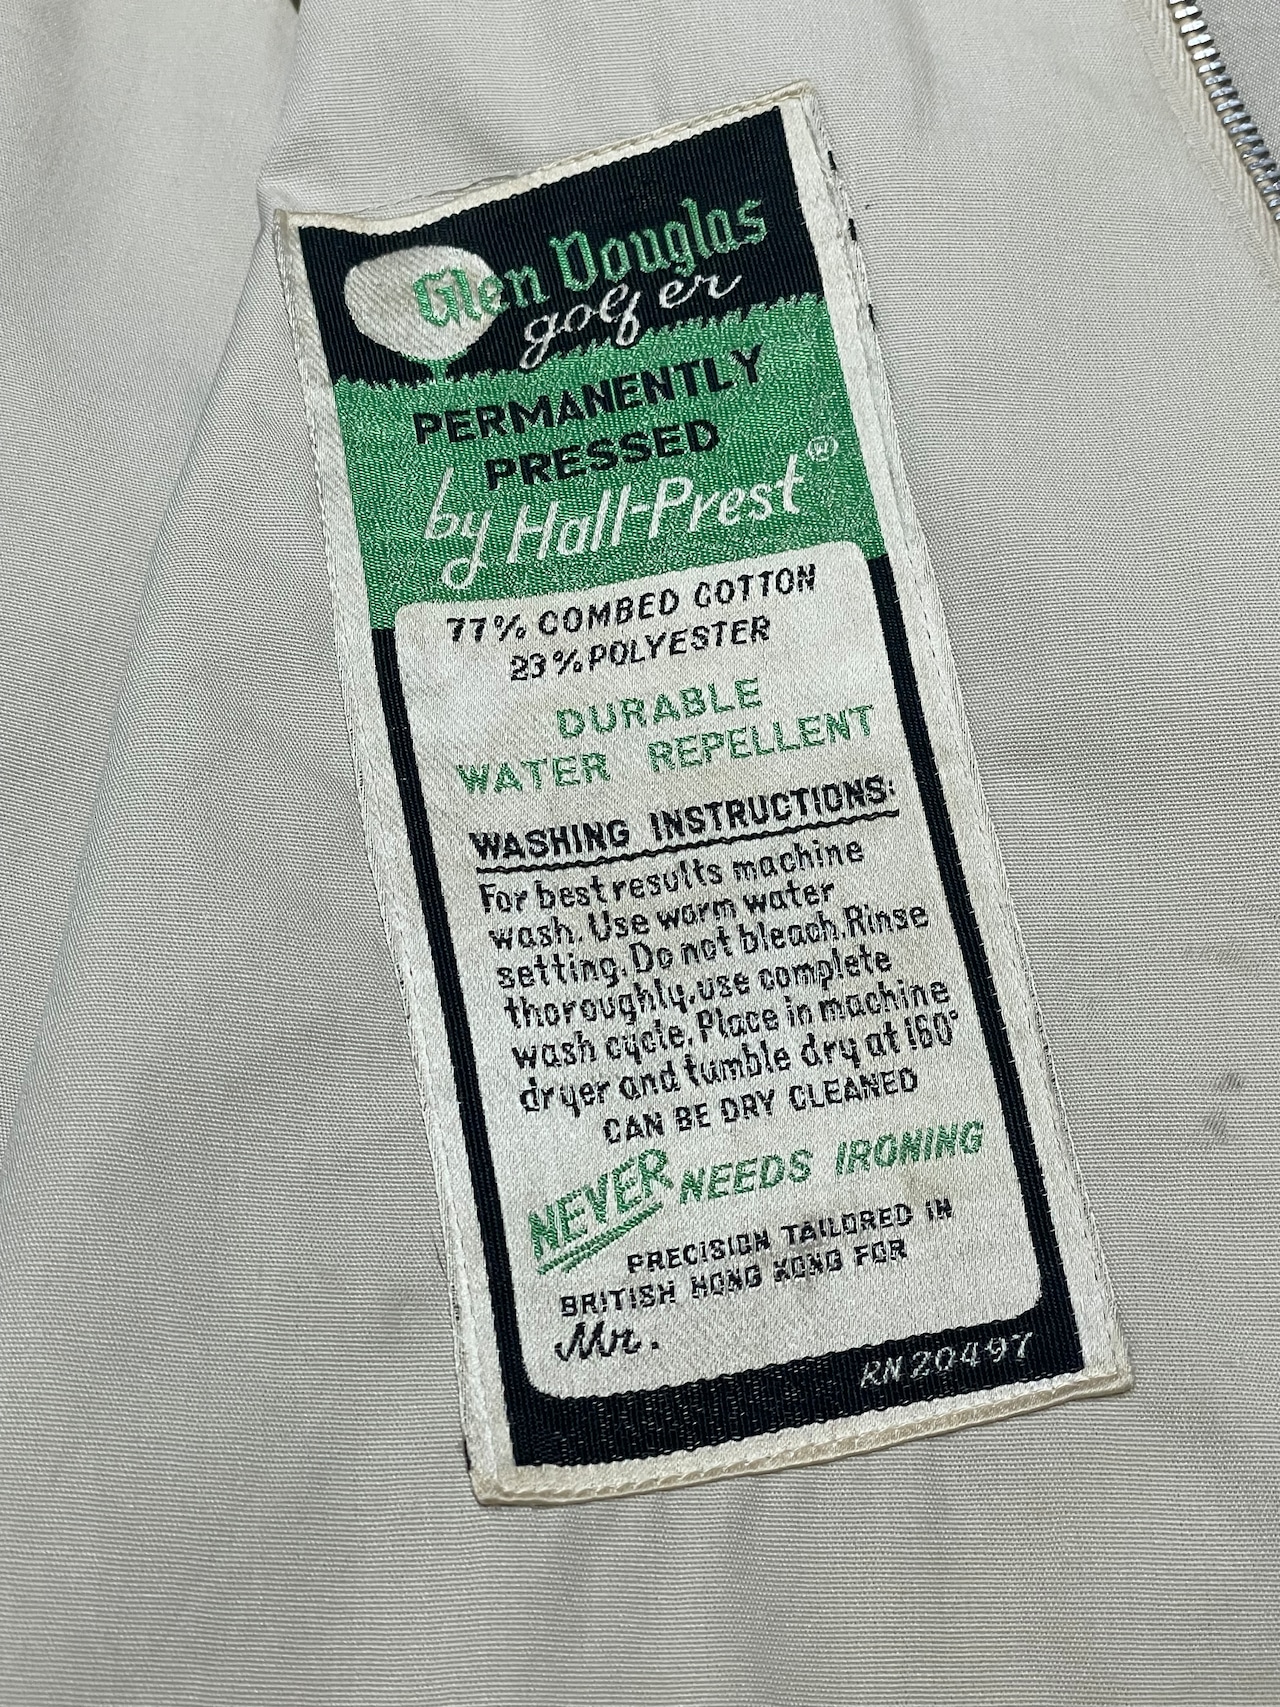 Glen Douglas
golfer
PERMANENTLY
PRESSED
by Hall-Prest®
77% COMBED COTTON
23% POLYESTER
DURABLE
WATER REPELLENT
WASHING INSTRUCTIONS:
For best results machine
wash. Use warm water
setting. Do not bleach. Rinse
thoroughly, use complete
wash cycle. Place in machine
dryer and tumble dry at 160°
CAN BE DRY CLEANED
NEVER NEEDS IRONING
PRECISION TAILORED IN
BRITISH HONG KONG FOR
Mr.
RN 20497